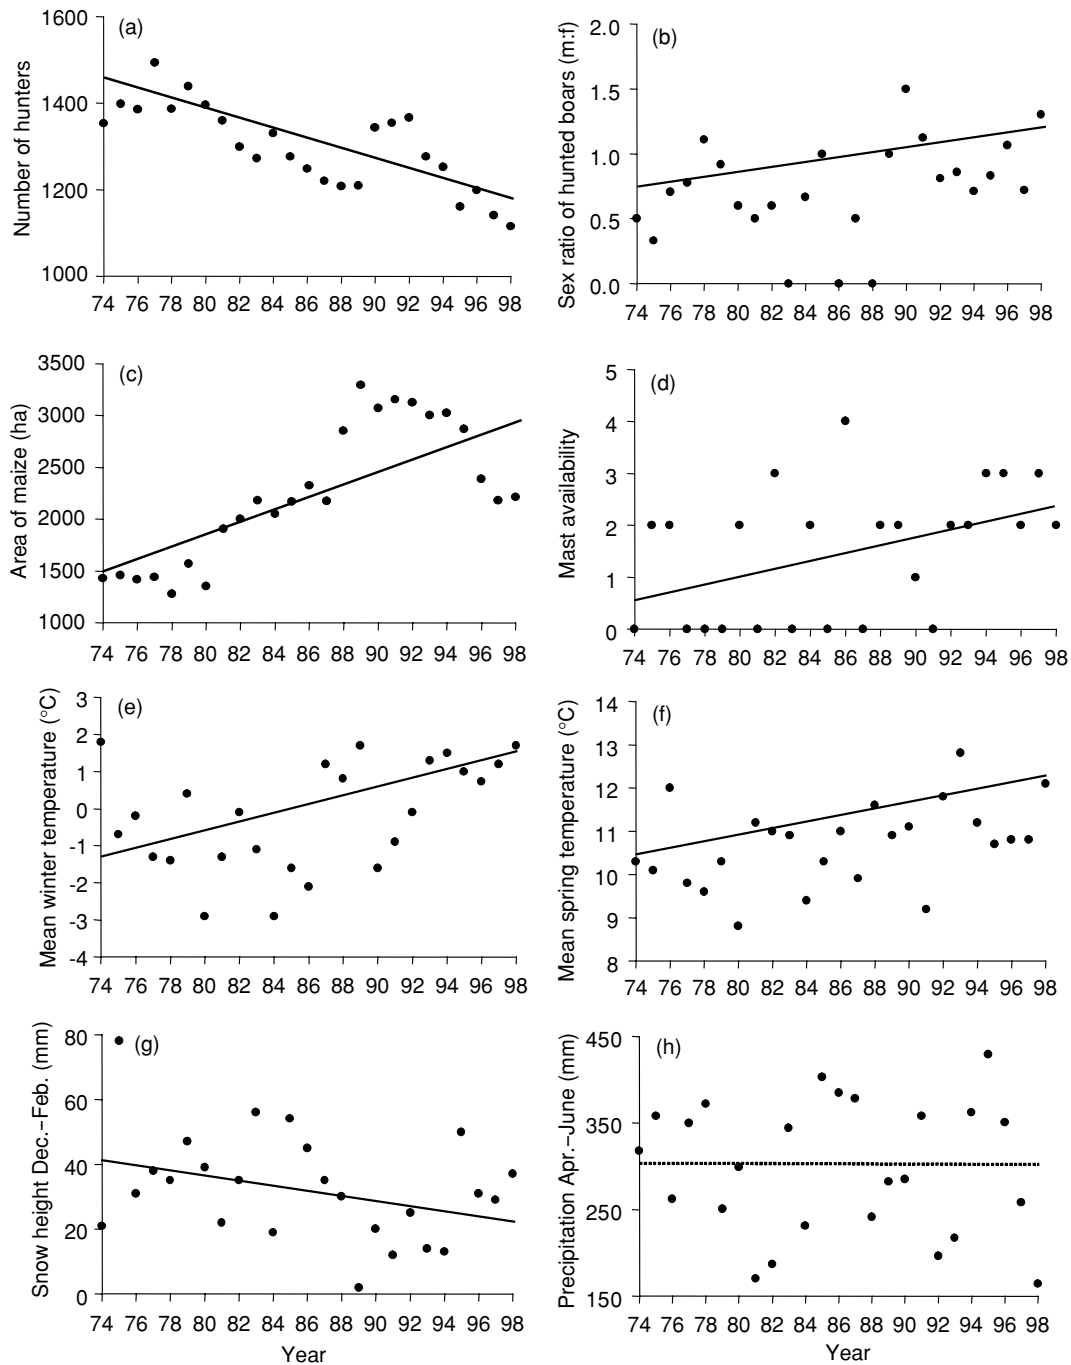 (a)
Number of hunters
1600
1400
1200
1000
74 76 78 80 82 84 86 88 90 92 94 96 98
(b)
Sex ratio of hunted boars (m:f)
2.0
1.5
1.0
0.5
0.0
74 76 78 80 82 84 86 88 90 92 94 96 98
(c)
Area of maize (ha)
3500
3000
2500
2000
1500
1000
74 76 78 80 82 84 86 88 90 92 94 96 98
(d)
Mast availability
5
4
3
2
1
0
74 76 78 80 82 84 86 88 90 92 94 96 98
(e)
Mean winter temperature (°C)
3
2
1
0
-1
-2
-3
-4
74 76 78 80 82 84 86 88 90 92 94 96 98
(f)
Mean spring temperature (°C)
14
13
12
11
10
9
8
74 76 78 80 82 84 86 88 90 92 94 96 98
(g)
Snow height Dec.–Feb. (mm)
80
60
40
20
0
74 76 78 80 82 84 86 88 90 92 94 96 98
Year
(h)
Precipitation Apr.–June (mm)
450
350
250
150
74 76 78 80 82 84 86 88 90 92 94 96 98
Year